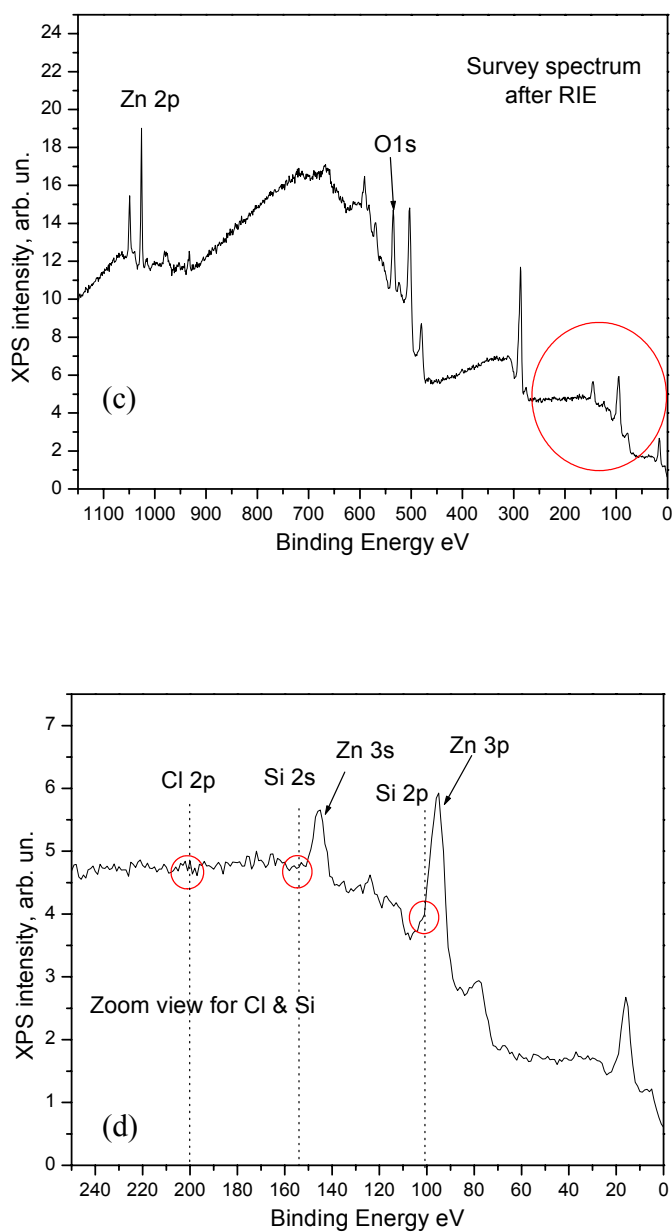 24
22
20
18
16
14
12
10
8
6
4
2
0
XPS intensity, arb. un.
Zn 2p
Survey spectrum
after RIE
O1s
(c)
1100 1000 900 800 700 600 500 400 300 200 100 0
Binding Energy eV
7
6
5
4
3
2
1
0
XPS intensity, arb. un.
Cl 2p
Si 2s
Zn 3s
Si 2p
Zn 3p
Zoom view for Cl & Si
(d)
240 220 200 180 160 140 120 100 80 60 40 20 0
Binding Energy eV